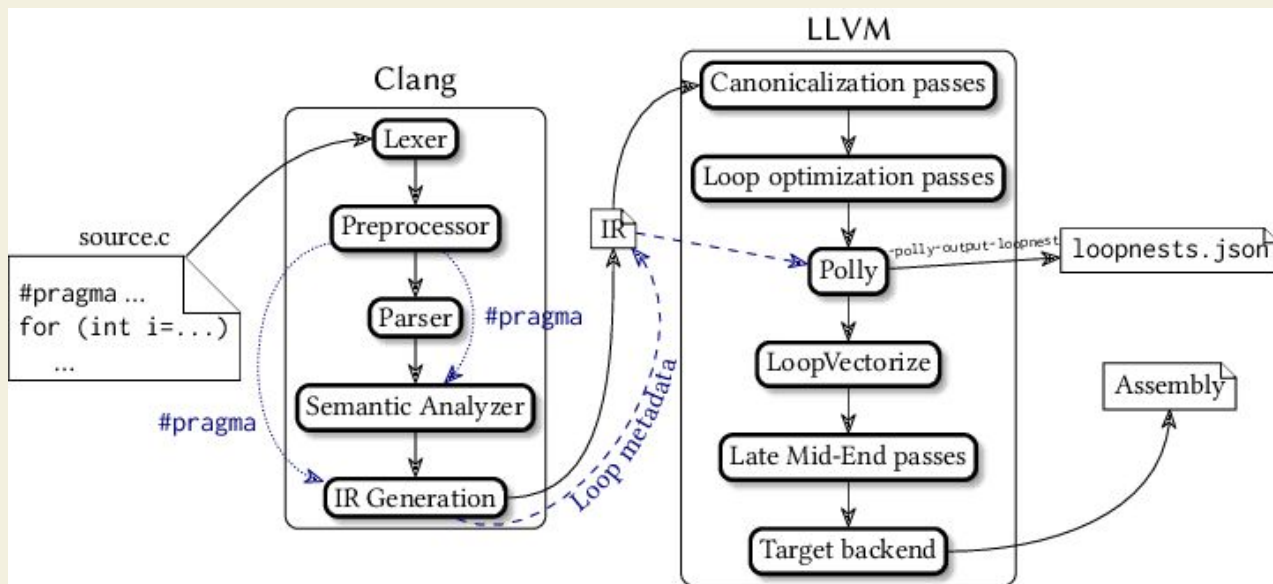 LLVM
Clang
Canonicalization passes
Lexer
Loop optimization passes
Preprocessor
IR
source.c
-polly-output-loopnest
loopnests.json
Polly
#pragma ...
for (int i=...)
...
Parser
#pragma
LoopVectorize
Assembly
Semantic Analyzer
#pragma
Loop metadata
Late Mid-End passes
IR Generation
Target backend